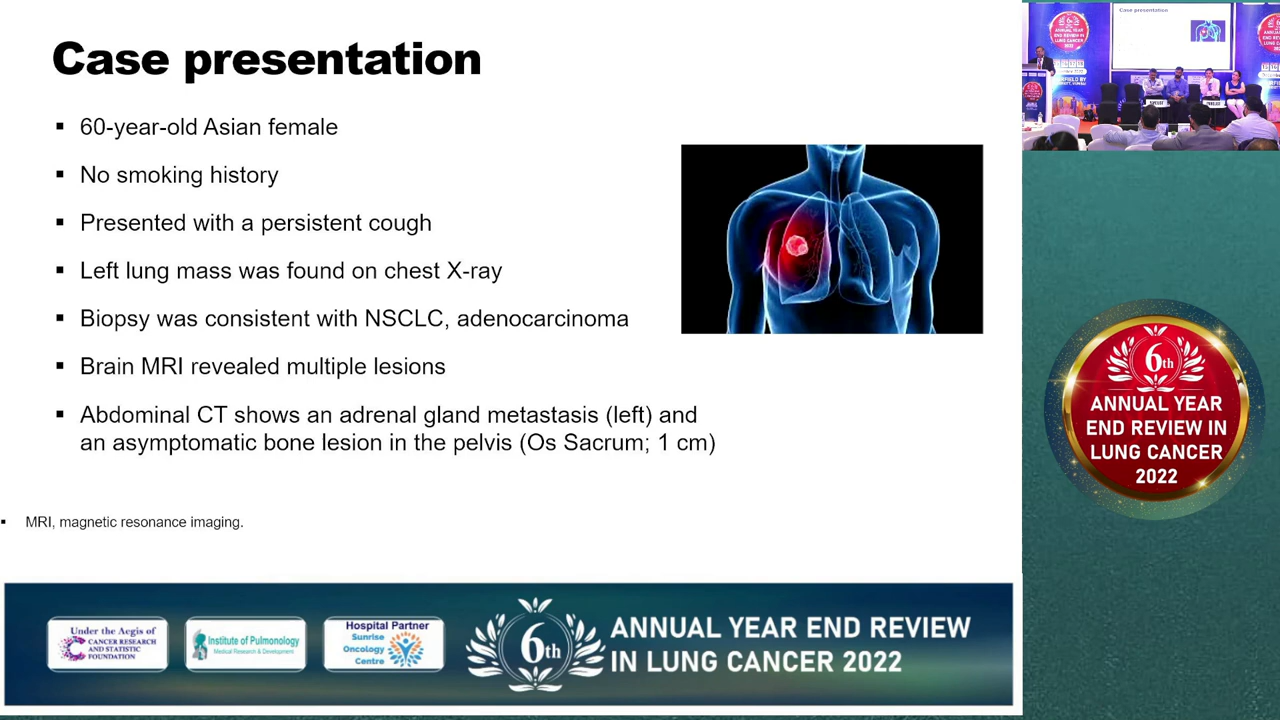 Case presentation
60-year-old Asian female
No smoking history
Presented with a persistent cough
Left lung mass was found on chest X-ray
Biopsy was consistent with NSCLC, adenocarcinoma
Brain MRI revealed multiple lesions
Abdominal CT shows an adrenal gland metastasis (left) and
an asymptomatic bone lesion in the pelvis (Os Sacrum; 1 cm)
MRI, magnetic resonance imaging.
Under the Aegis of
CANCER RESEARCH
AND STATISTIC
FOUNDATION
Institute of Pulmonology
Medical Research & Development
Hospital Partner
Sunrise
Oncology
Centre
6th
ANNUAL YEAR END REVIEW
IN LUNG CANCER 2022
Case presentation
6th
ANNUAL YEAR
END REVIEW IN
LUNG CANCER
2022